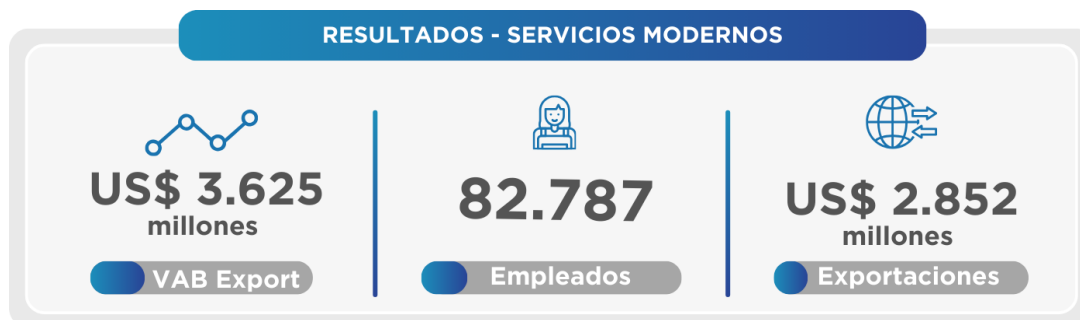 RESULTADOS - SERVICIOS MODERNOS
US$ 3.625
millones
VAB Export
82.787
Empleados
US$ 2.852
millones
Exportaciones